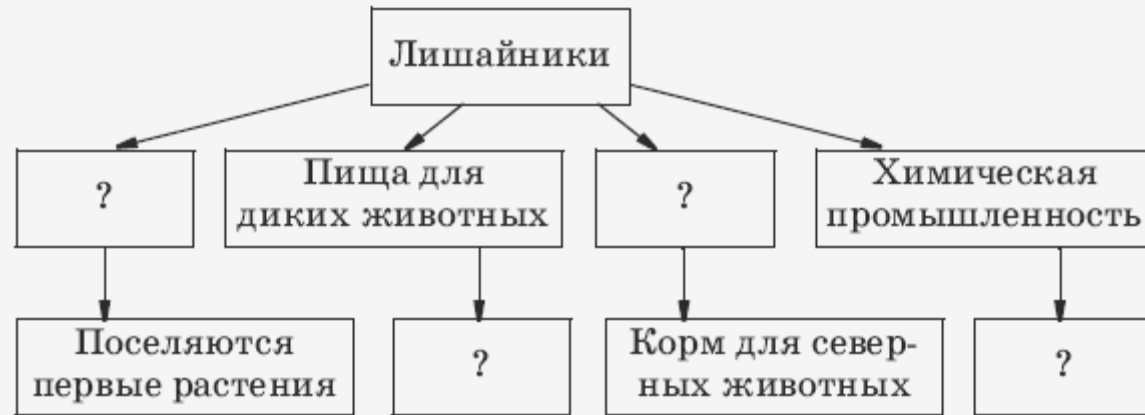 Лишайники
?
Пища для
диких животных
?
Химическая
промышленность
Поселяются
первые растения
?
Корм для север-
ных животных
?